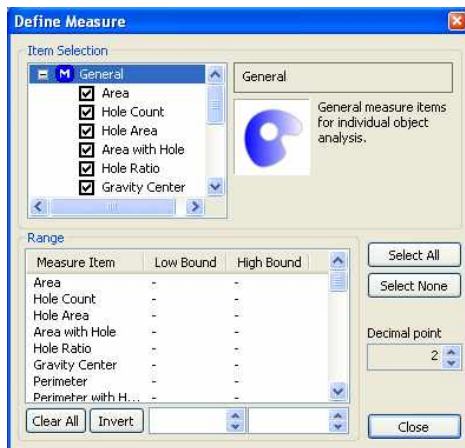 Define Measure
Item Selection
M General
Area
Hole Count
Hole Area
Area with Hole
Hole Ratio
Gravity Center
General
General measure items
for individual object
analysis.
Range
Measure Item Low Bound High Bound
Area - -
Hole Count - -
Hole Area - -
Area with Hole - -
Hole Ratio - -
Gravity Center - -
Perimeter - -
Perimeter with H... - -
Clear All Invert
Select All
Select None
Decimal point
2
Close